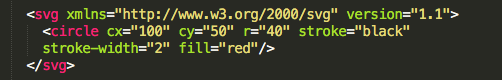 <svg xmlns="http://www.w3.org/2000/svg" version="1.1">
<circle cx="100" cy="50" r="40" stroke="black"
stroke-width="2" fill="red"/>
</svg>